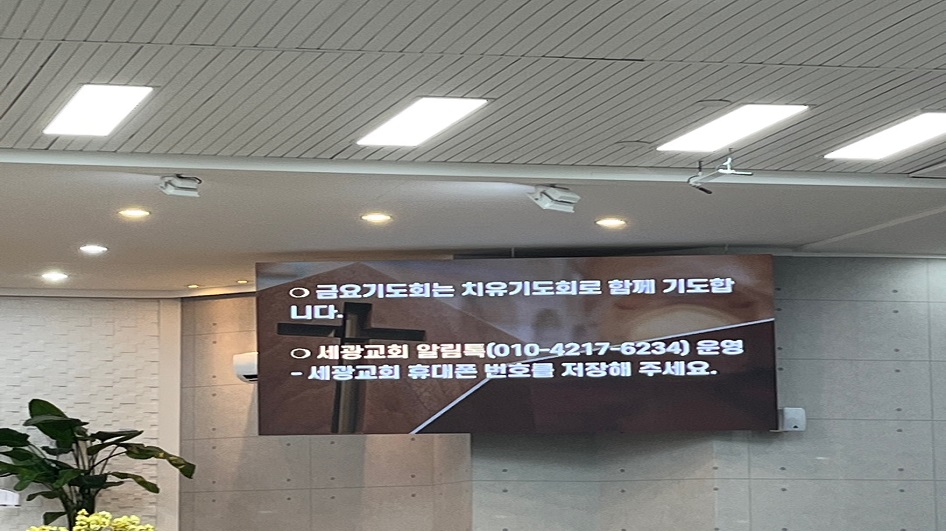 ○ 금요기도회는 치유기도회로 함께 기도합
니다.
○ 세광교회 알림톡(010-4217-6234) 운영
- 세광교회 휴대폰 번호를 저장해 주세요.